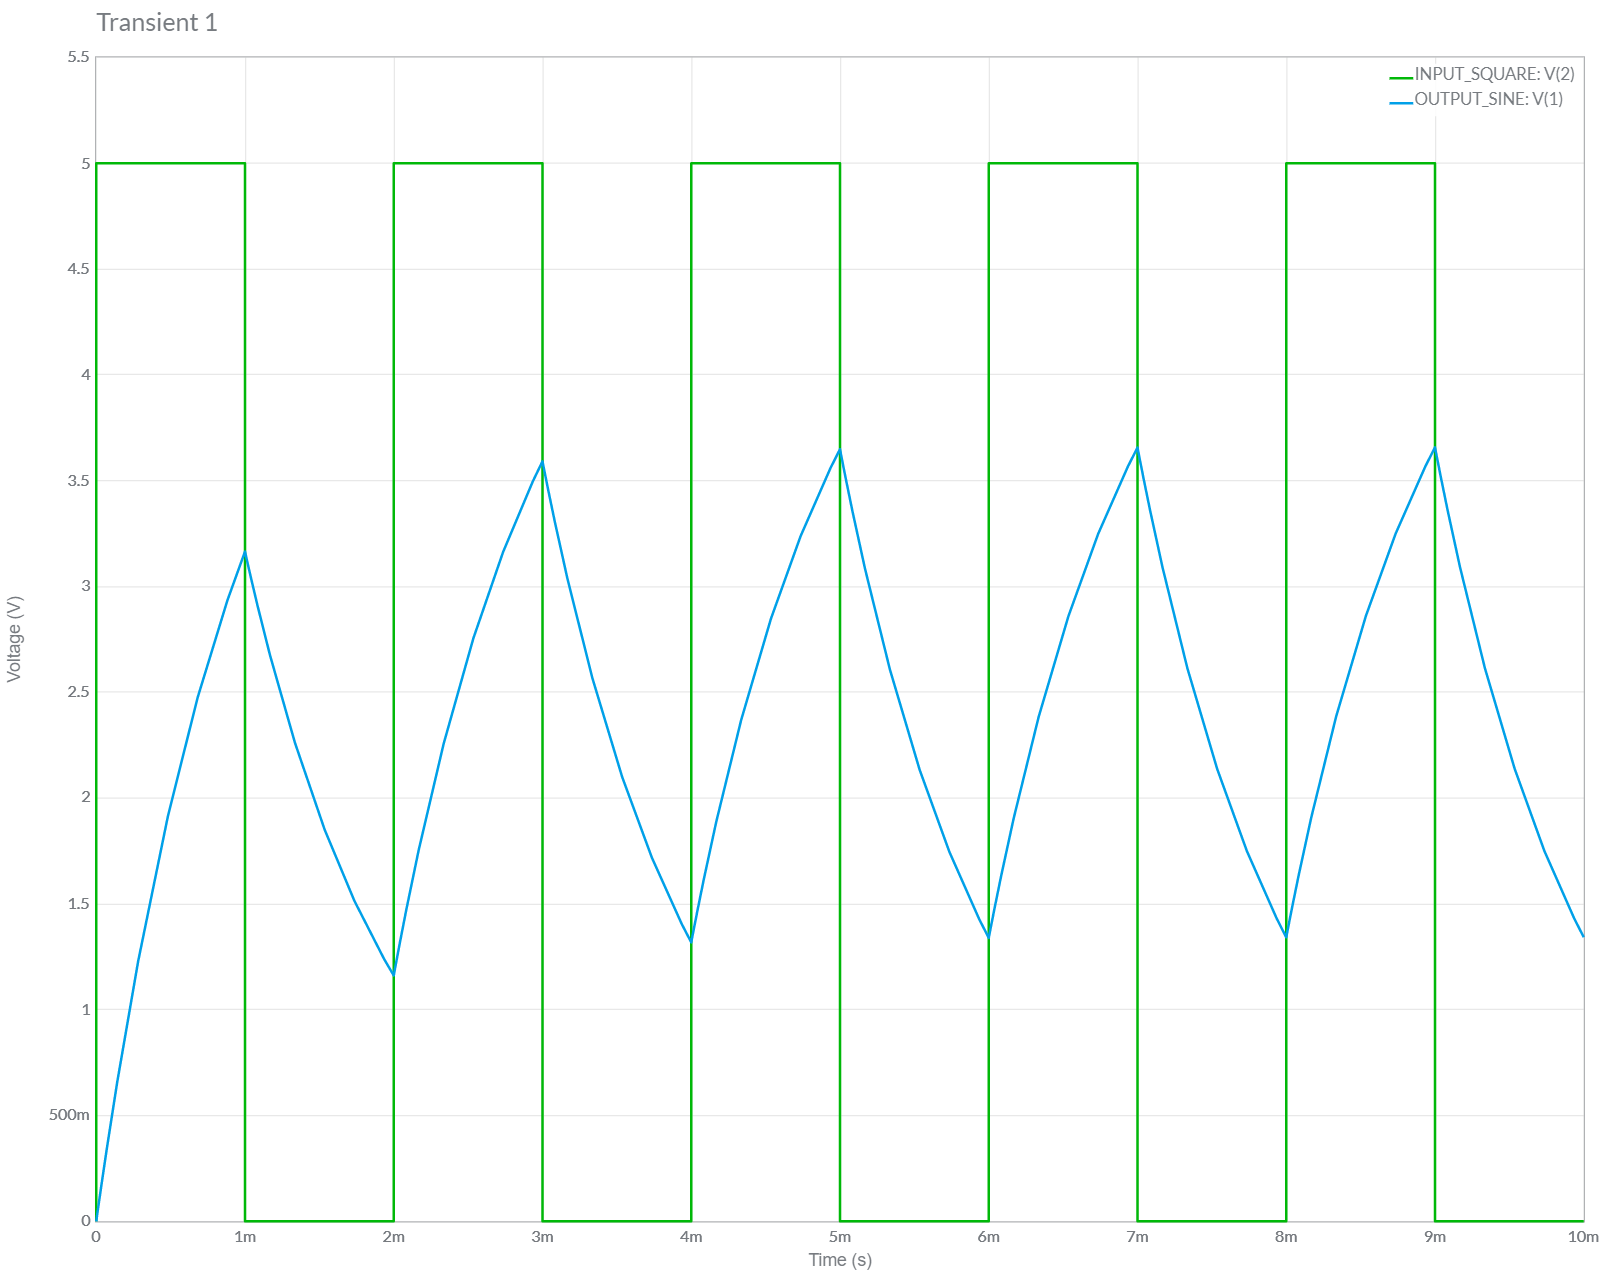 Transient 1
INPUT_SQUARE: V(2)
OUTPUT_SINE: V(1)
5.5
5
4.5
4
3.5
3
2.5
2
1.5
1
500m
0
Voltage (V)
0 1m 2m 3m 4m 5m 6m 7m 8m 9m 10m
Time (s)